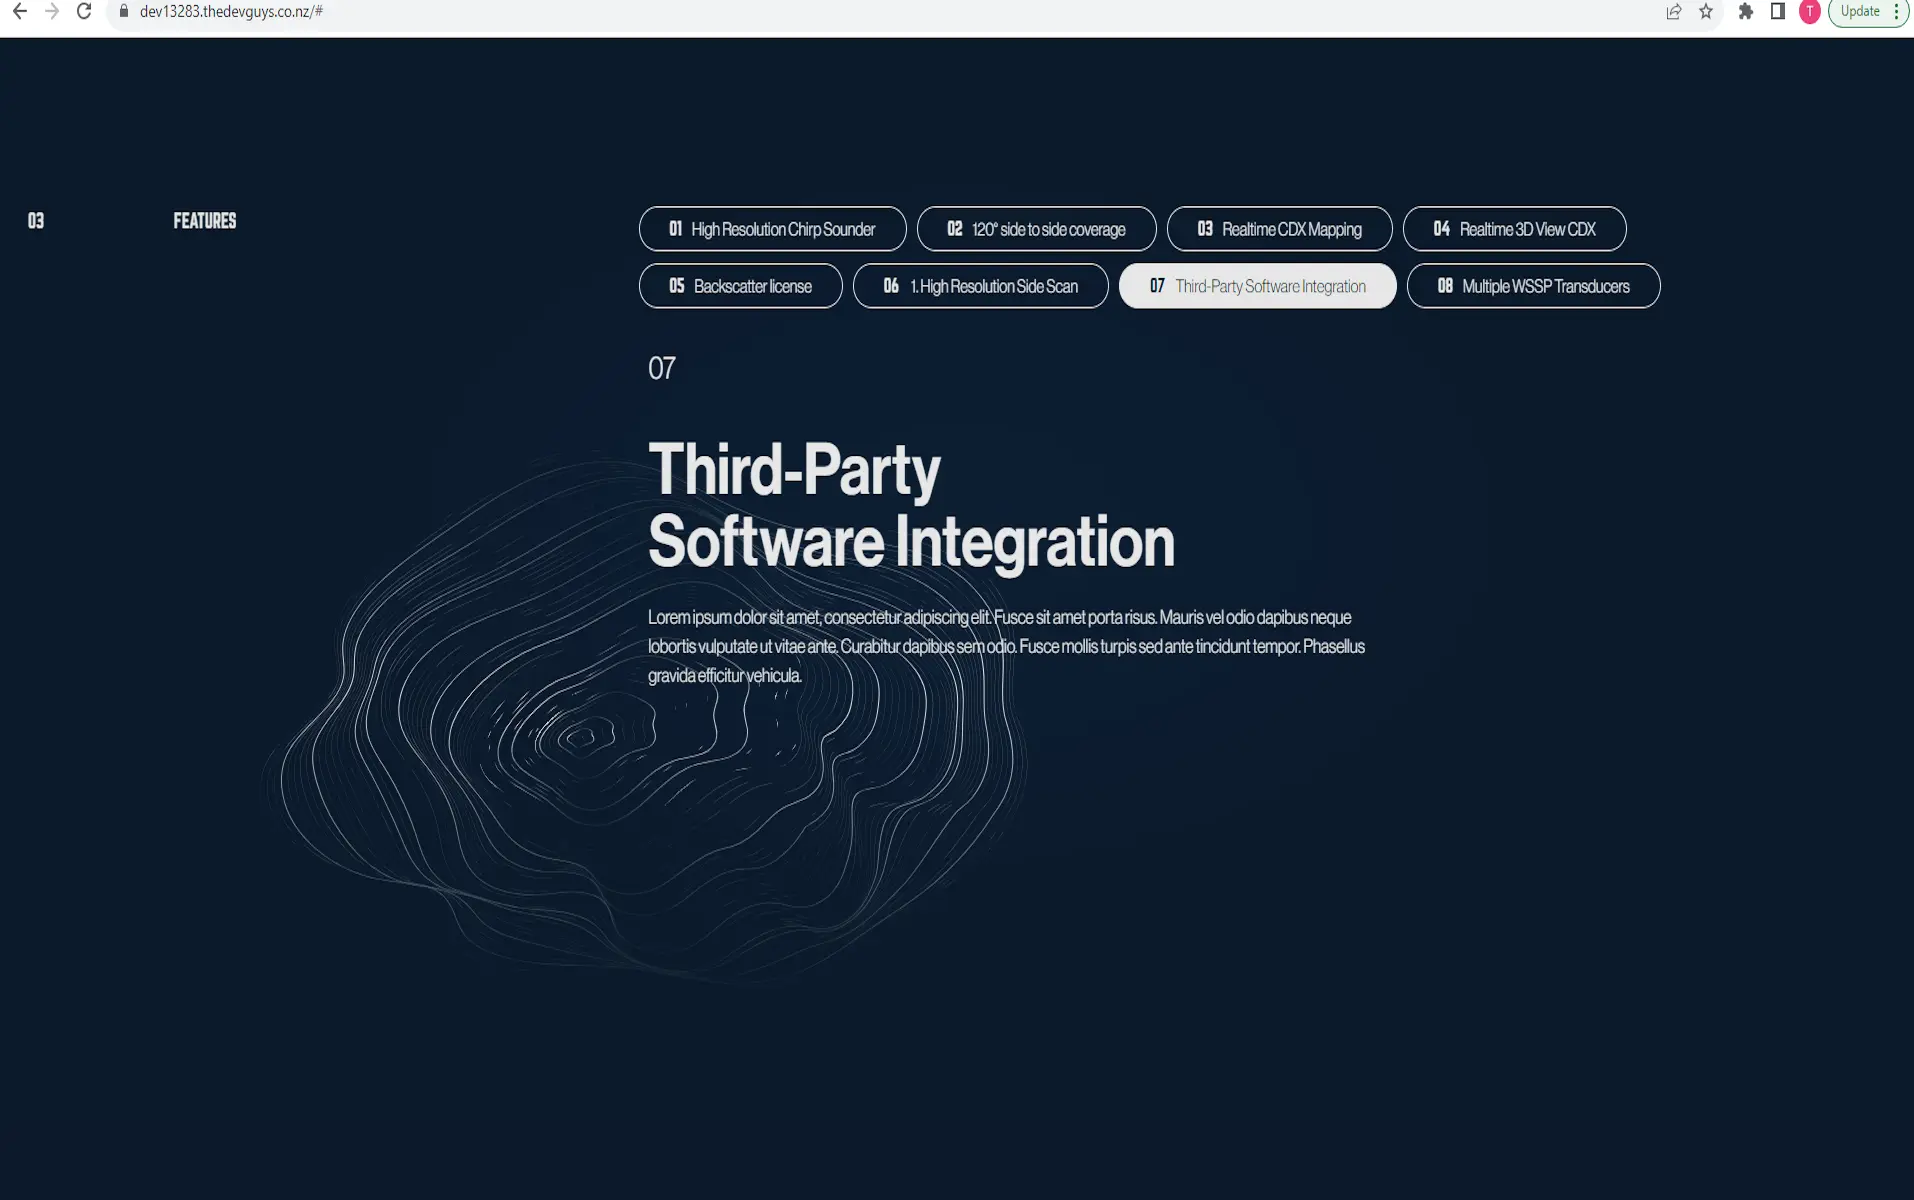 dev13283.thedevguys.co.nz/#
T
Update
03 FEATURES
01 High Resolution Chirp Sounder
02 120° side to side coverage
03 Realtime CDX Mapping
04 Realtime 3D View CDX
05 Backscatter license
06 1. High Resolution Side Scan
07 Third-Party Software Integration
08 Multiple WSSP Transducers
07
Third-Party
Software Integration
Lorem ipsum dolor sit amet, consectetur adipiscing elit. Fusce sit amet porta risus. Mauris vel odio dapibus neque
lobortis vulputate ut vitae ante. Curabitur dapibus sem odio. Fusce mollis turpis sed ante tincidunt tempor. Phasellus
gravida efficitur vehicula.